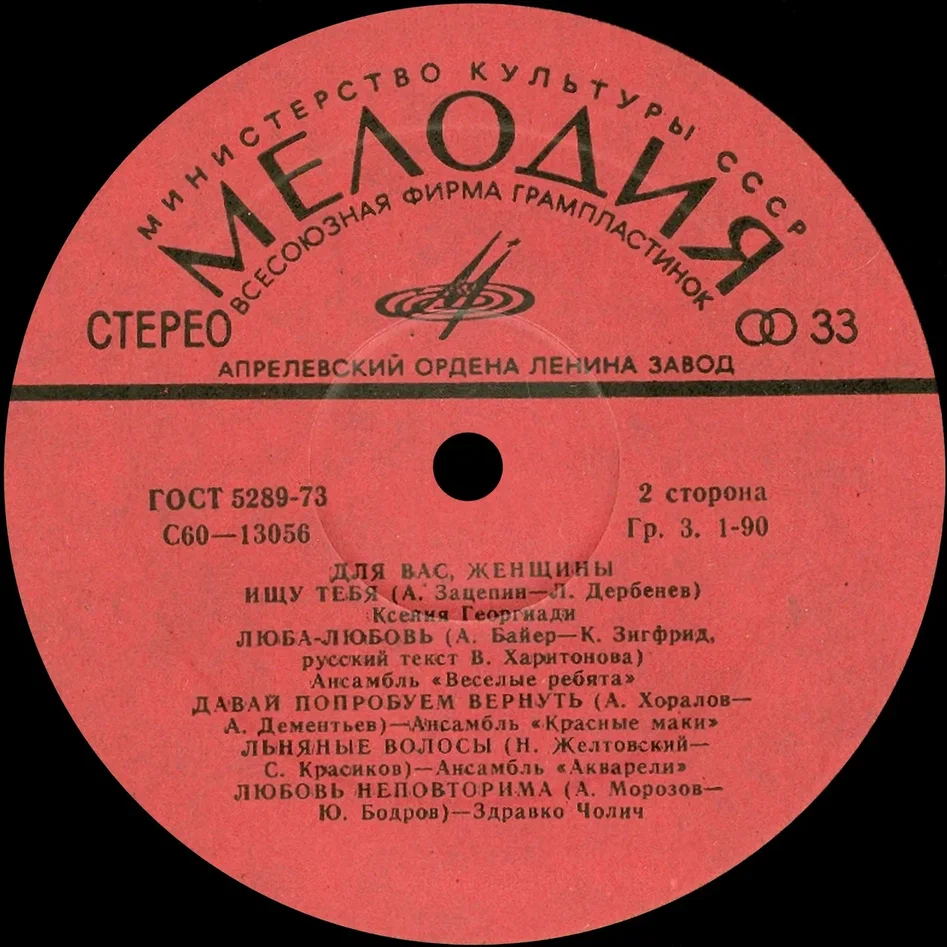 МИНИСТЕРСТВО КУЛЬТУРЫ СССР
МЕЛОДИЯ
ВСЕСОЮЗНАЯ ФИРМА ГРАМПЛАСТИНОК
СТЕРЕО
33
АПРЕЛЕВСКИЙ ОРДЕНА ЛЕНИНА ЗАВОД
ГОСТ 5289-73
2 сторона
С60—13056
Гр. 3. 1-90
ДЛЯ ВАС, ЖЕНЩИНЫ
ИЩУ ТЕБЯ (А. Зацепин—Л. Дербенев)
Ксения Георгиади
ЛЮБА-ЛЮБОВЬ (А. Байер—К. Зигфрид,
русский текст В. Харитонова)
Ансамбль «Веселые ребята»
ДАВАЙ ПОПРОБУЕМ ВЕРНУТЬ (А. Хоралов—
А. Дементьев)—Ансамбль «Красные маки»
ЛЬНЯНЫЕ ВОЛОСЫ (Н. Желтовский—
С. Красиков)—Ансамбль «Акварели»
ЛЮБОВЬ НЕПОВТОРИМА (А. Морозов—
Ю. Бодров)—Здравко Чолич